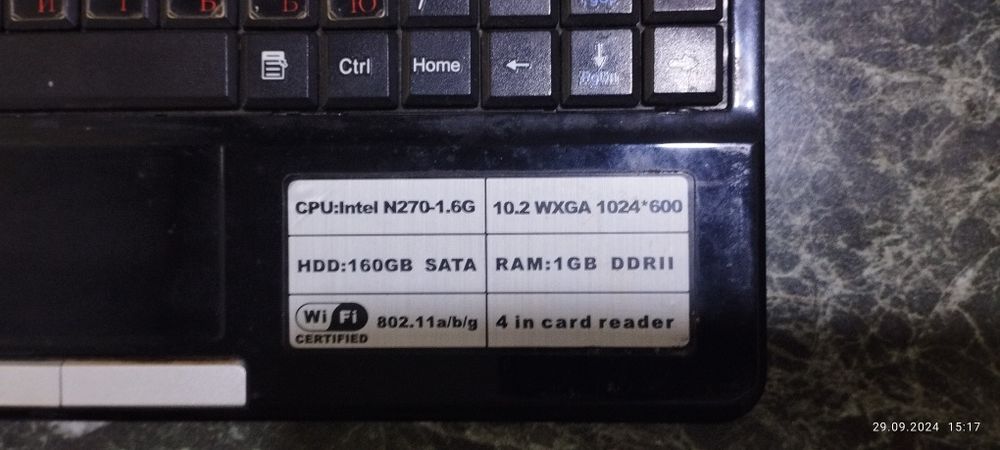 И Т Ь Б Ю /
Ctrl Home ← ↓ →
PgDn
CPU:Intel N270-1.6G 10.2 WXGA 1024*600
HDD:160GB SATA RAM:1GB DDRII
Wi Fi 802.11a/b/g 4 in card reader
CERTIFIED
29.09.2024 15:17